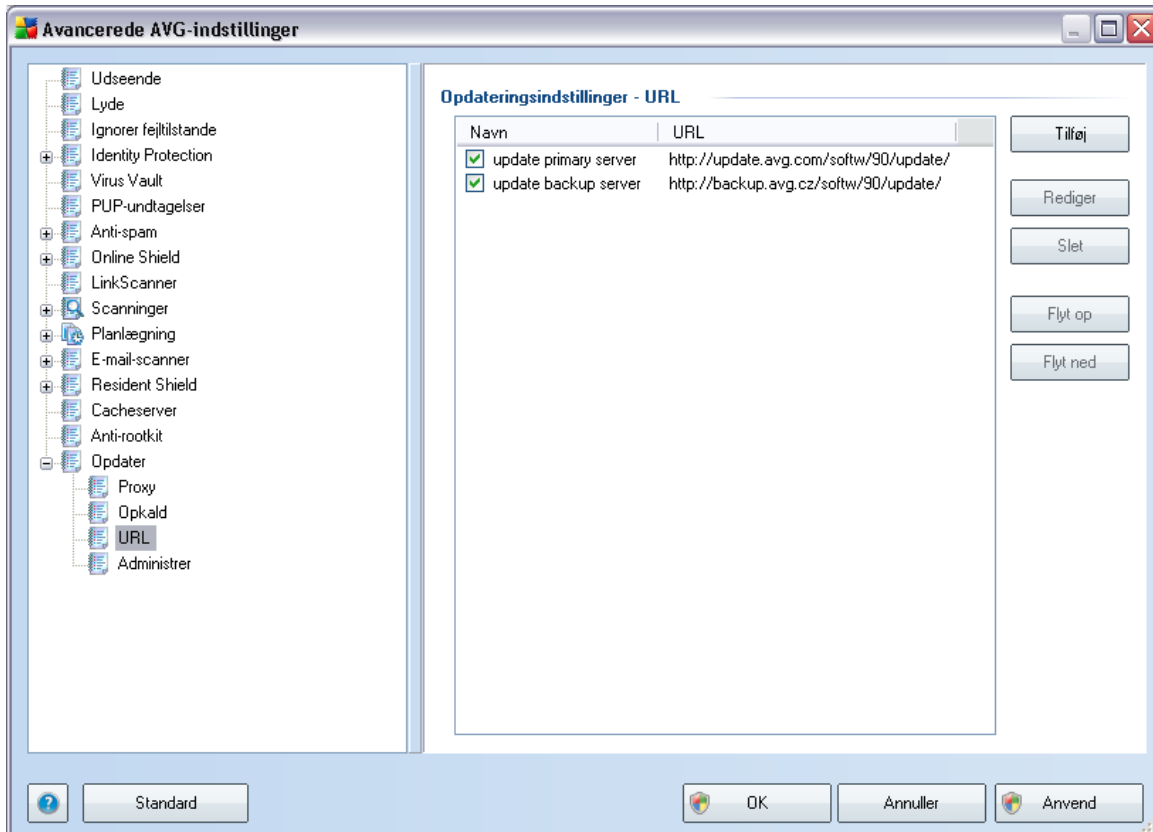 Avancerede AVG-indstillinger
Udseende
Lyde
Ignorer fejltilstande
Identity Protection
Virus Vault
PUP-undtagelser
Anti-spam
Online Shield
LinkScanner
Scanninger
Planlægning
E-mail-scanner
Resident Shield
Cacheserver
Anti-rootkit
Opdater
Proxy
Opkald
URL
Administrer
Opdateringsindstillinger - URL
Navn URL
update primary server http://update.avg.com/softw/90/update/
update backup server http://backup.avg.cz/softw/90/update/
Tilføj
Rediger
Slet
Flyt op
Flyt ned
Standard OK Annuller Anvend